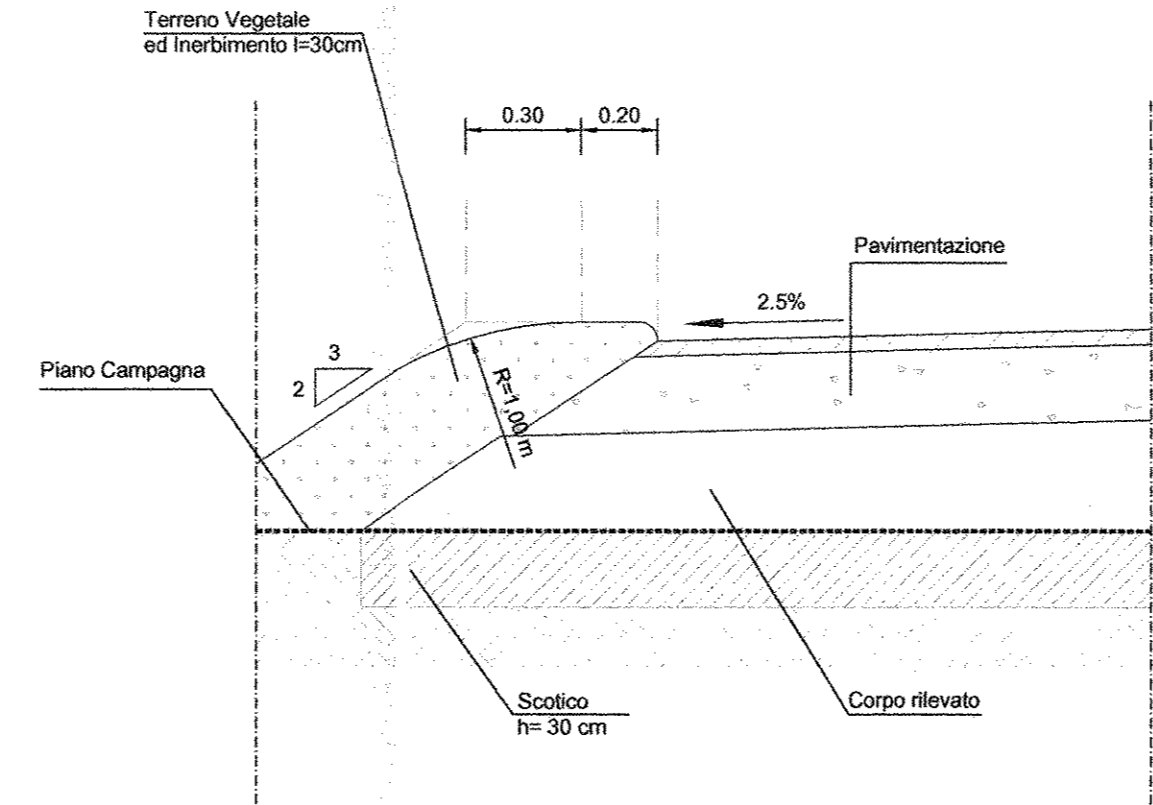 Terreno Vegetale
ed Inerbimento l=30cm
0.30
0.20
Pavimentazione
2.5%
3
2
Piano Campagna
R=1,00 m
Scotico
h= 30 cm
Corpo rilevato